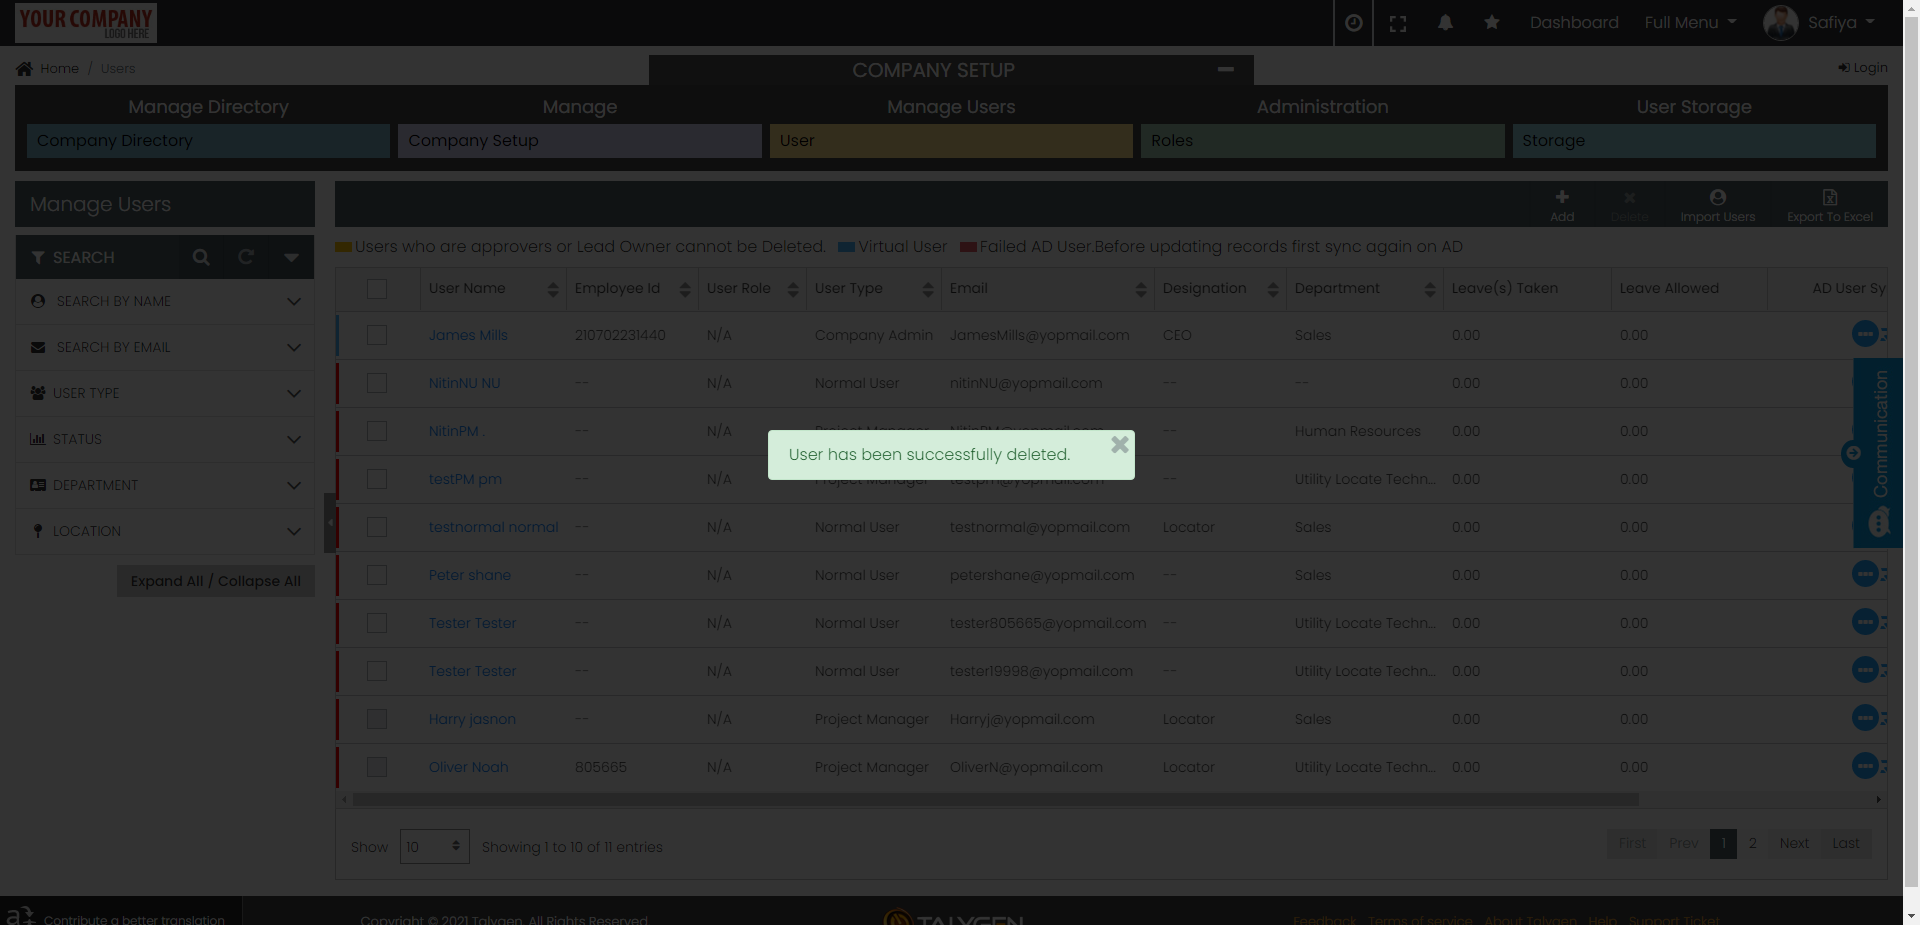 YOUR COMPANY
LOGO HERE
Dashboard
Full Menu
Safiya
Home / Users
COMPANY SETUP
Login
Manage Directory
Manage
Manage Users
Administration
User Storage
Company Directory
Company Setup
User
Roles
Storage
Manage Users
Add
Delete
Import Users
Export To Excel
SEARCH
SEARCH BY NAME
SEARCH BY EMAIL
USER TYPE
STATUS
DEPARTMENT
LOCATION
Expand All / Collapse All
Users who are approvers or Lead Owner cannot be Deleted. Virtual User Failed AD User.Before updating records first sync again on AD
User Name Employee Id User Role User Type Email Designation Department Leave(s) Taken Leave Allowed AD User Sy
James Mills 210702231440 N/A Company Admin JamesMills@yopmail.com CEO Sales 0.00 0.00
NitinNU NU -- N/A Normal User nitinNU@yopmail.com -- -- 0.00 0.00
NitinPM . -- N/A Project Manager NitinPM@yopmail.com -- Human Resources 0.00 0.00
User has been successfully deleted.
testPM pm -- N/A Project Manager testpm@yopmail.com -- Utility Locate Techn... 0.00 0.00
testnormal normal -- N/A Normal User testnormal@yopmail.com Locator Sales 0.00 0.00
Peter shane -- N/A Normal User petershane@yopmail.com -- Sales 0.00 0.00
Tester Tester -- N/A Normal User tester805665@yopmail.com -- Utility Locate Techn... 0.00 0.00
Tester Tester -- N/A Normal User tester19998@yopmail.com -- Utility Locate Techn... 0.00 0.00
Harry jasnon -- N/A Project Manager Harryj@yopmail.com Locator Sales 0.00 0.00
Oliver Noah 805665 N/A Project Manager OliverN@yopmail.com Locator Utility Locate Techn... 0.00 0.00
Communication
Show 10 Showing 1 to 10 of 11 entries
First Prev 1 2 Next Last
Contribute a better translation
Copyright © 2021 Talygen. All Rights Reserved
TALYGEN
Feedback Terms of service About Talygen Help Support Ticket